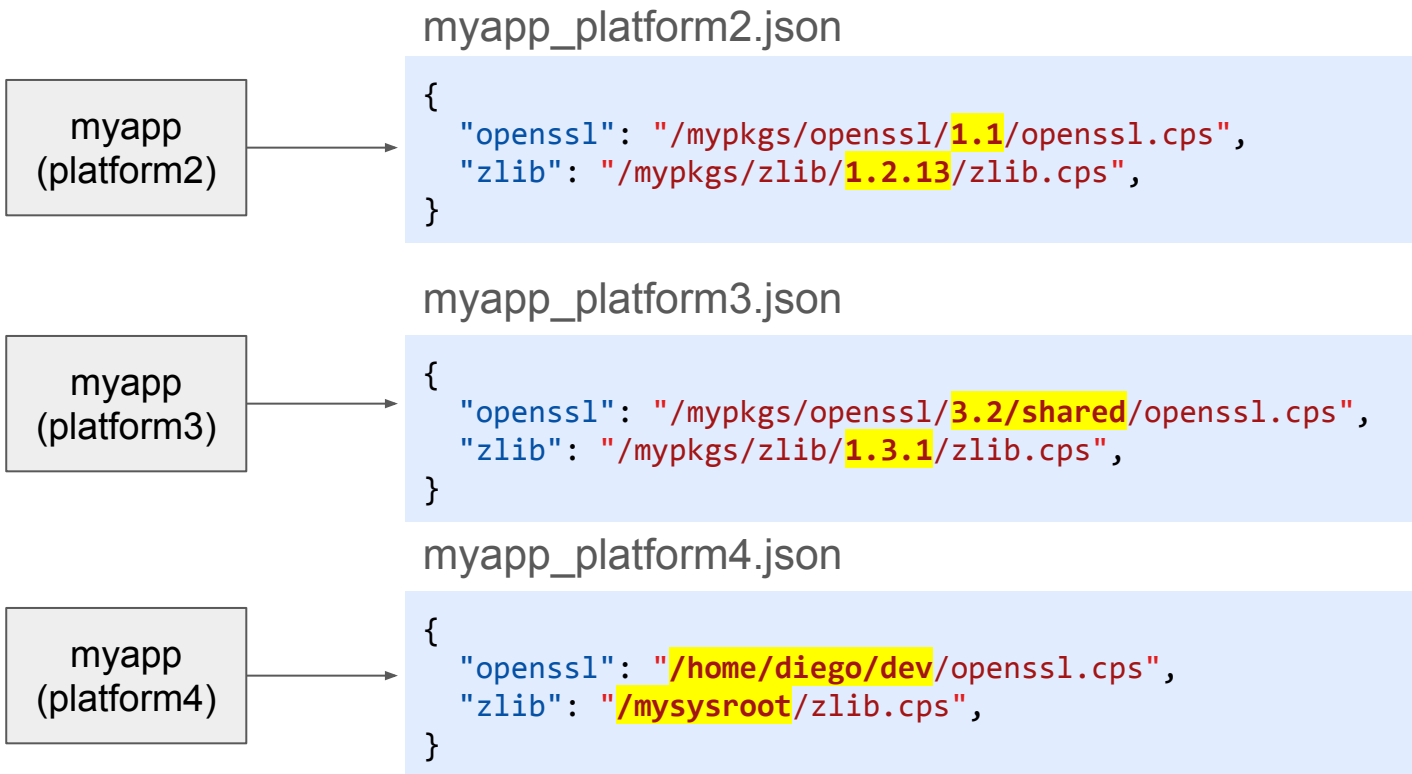 myapp_platform2.json
myapp
(platform2)
{
  "openssl": "/mypkgs/openssl/1.1/openssl.cps",
  "zlib": "/mypkgs/zlib/1.2.13/zlib.cps",
}
myapp_platform3.json
myapp
(platform3)
{
  "openssl": "/mypkgs/openssl/3.2/shared/openssl.cps",
  "zlib": "/mypkgs/zlib/1.3.1/zlib.cps",
}
myapp_platform4.json
myapp
(platform4)
{
  "openssl": "/home/diego/dev/openssl.cps",
  "zlib": "/mysysroot/zlib.cps",
}